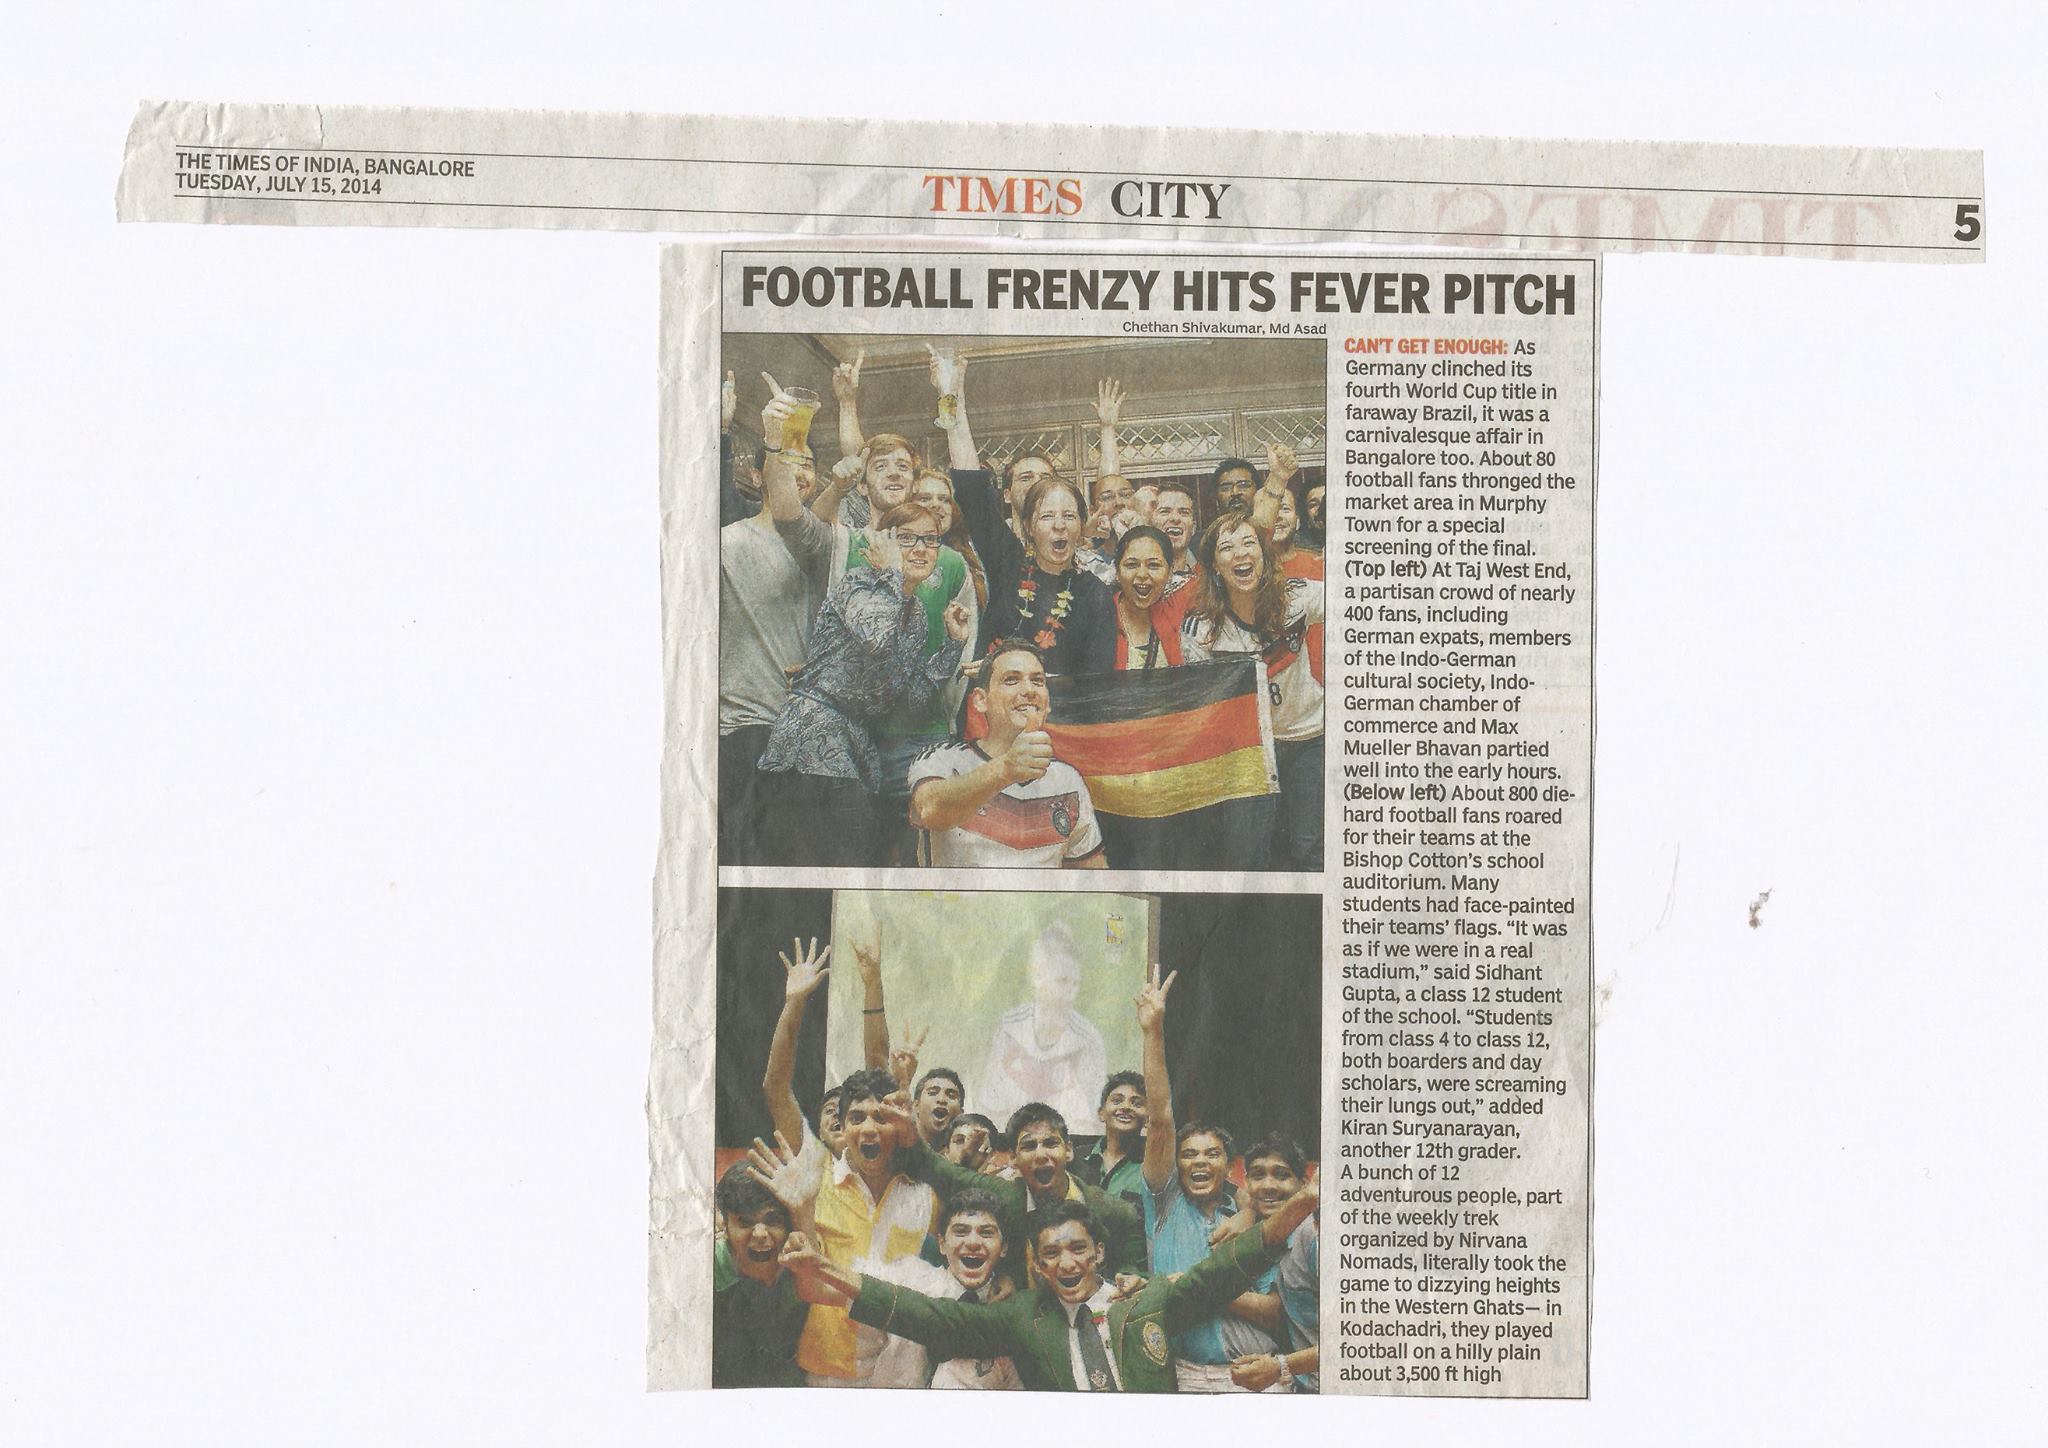 THE TIMES OF INDIA, BANGALORE
TUESDAY, JULY 15, 2014
TIMES CITY
5
FOOTBALL FRENZY HITS FEVER PITCH
Chethan Shivakumar, Md Asad
CAN'T GET ENOUGH: As
Germany clinched its
fourth World Cup title in
faraway Brazil, it was a
carnivalesque affair in
Bangalore too. About 80
football fans thronged the
market area in Murphy
Town for a special
screening of the final.
(Top left) At Taj West End,
a partisan crowd of nearly
400 fans, including
German expats, members
of the Indo-German
cultural society, Indo-
German chamber of
commerce and Max
Mueller Bhavan partied
well into the early hours.
(Below left) About 800 die-
hard football fans roared
for their teams at the
Bishop Cotton's school
auditorium. Many
students had face-painted
their teams' flags. "It was
as if we were in a real
stadium," said Sidhant
Gupta, a class 12 student
of the school. "Students
from class 4 to class 12,
both boarders and day
scholars, were screaming
their lungs out," added
Kiran Suryanarayan,
another 12th grader.
A bunch of 12
adventurous people, part
of the weekly trek
organized by Nirvana
Nomads, literally took the
game to dizzying heights
in the Western Ghats— in
Kodachadri, they played
football on a hilly plain
about 3,500 ft high